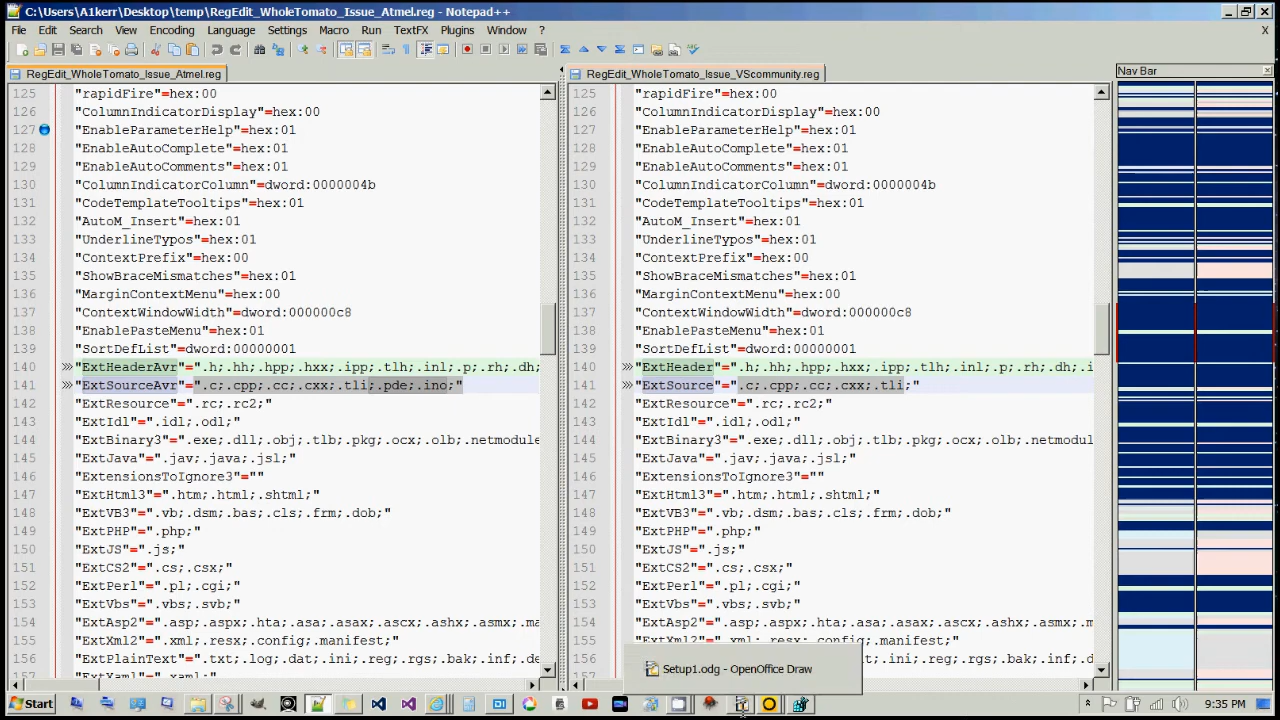 C:\Users\A1kerr\Desktop\temp\RegEdit_WholeTomato_Issue_Atmel.reg - Notepad++
File Edit Search View Encoding Language Settings Macro Run TextFX Plugins Window ? X
RegEdit_WholeTomato_Issue_Atmel.reg
125 "rapidFire"=hex:00
126 "ColumnIndicatorDisplay"=hex:00
127 "EnableParameterHelp"=hex:01
128 "EnableAutoComplete"=hex:01
129 "EnableAutoComments"=hex:01
130 "ColumnIndicatorColumn"=dword:0000004b
131 "CodeTemplateTooltips"=hex:01
132 "AutoM_Insert"=hex:01
133 "UnderlineTypos"=hex:01
134 "ContextPrefix"=hex:00
135 "ShowBraceMismatches"=hex:01
136 "MarginContextMenu"=hex:00
137 "ContextWindowWidth"=dword:000000c8
138 "EnablePasteMenu"=hex:01
139 "SortDefList"=dword:00000001
140 "ExtHeaderAvr"=".h;.hh;.hpp;.hxx;.ipp;.tlh;.inl;.p;.rh;.dh;
141 "ExtSourceAvr"=".c;.cpp;.cc;.cxx;.tli;.pde;.ino;"
142 "ExtResource"=".rc;.rc2;"
143 "ExtIdl"=".idl;.odl;"
144 "ExtBinary3"=".exe;.dll;.obj;.tlb;.pkg;.ocx;.olb;.netmodule
145 "ExtJava"=".jav;.java;.jsl;"
146 "ExtensionsToIgnore3"=""
147 "ExtHtml3"=".htm;.html;.shtml;"
148 "ExtVB3"=".vb;.dsm;.bas;.cls;.frm;.dob;"
149 "ExtPHP"=".php;"
150 "ExtJS"=".js;"
151 "ExtCS2"=".cs;.csx;"
152 "ExtPerl"=".pl;.cgi;"
153 "ExtVbs"=".vbs;.svb;"
154 "ExtAsp2"=".asp;.aspx;.hta;.asa;.asax;.ascx;.ashx;.asmx;.ma
155 "ExtXml2"=".xml;.resx;.config;.manifest;"
156 "ExtPlainText"=".txt;.log;.dat;.ini;.reg;.rgs;.bak;.inf;.de
157 "ExtXaml"=".xaml;"
RegEdit_WholeTomato_Issue_VScommunity.reg
125 "rapidFire"=hex:00
126 "ColumnIndicatorDisplay"=hex:00
127 "EnableParameterHelp"=hex:01
128 "EnableAutoComplete"=hex:01
129 "EnableAutoComments"=hex:01
130 "ColumnIndicatorColumn"=dword:0000004b
131 "CodeTemplateTooltips"=hex:01
132 "AutoM_Insert"=hex:01
133 "UnderlineTypos"=hex:01
134 "ContextPrefix"=hex:00
135 "ShowBraceMismatches"=hex:01
136 "MarginContextMenu"=hex:00
137 "ContextWindowWidth"=dword:000000c8
138 "EnablePasteMenu"=hex:01
139 "SortDefList"=dword:00000001
140 "ExtHeader"=".h;.hh;.hpp;.hxx;.ipp;.tlh;.inl;.p;.rh;.dh;.i
141 "ExtSource"=".c;.cpp;.cc;.cxx;.tli;"
142 "ExtResource"=".rc;.rc2;"
143 "ExtIdl"=".idl;.odl;"
144 "ExtBinary3"=".exe;.dll;.obj;.tlb;.pkg;.ocx;.olb;.netmodule
145 "ExtJava"=".jav;.java;.jsl;"
146 "ExtensionsToIgnore3"=""
147 "ExtHtml3"=".htm;.html;.shtml;"
148 "ExtVB3"=".vb;.dsm;.bas;.cls;.frm;.dob;"
149 "ExtPHP"=".php;"
150 "ExtJS"=".js;"
151 "ExtCS2"=".cs;.csx;"
152 "ExtPerl"=".pl;.cgi;"
153 "ExtVbs"=".vbs;.svb;"
154 "ExtAsp2"=".asp;.aspx;.hta;.asa;.asax;.ascx;.ashx;.asmx;.ma
155 "ExtXml2"=".xml;.resx;.config;.manifest;"
156
Nav Bar
Setup1.odg - OpenOffice Draw
Start
9:35 PM